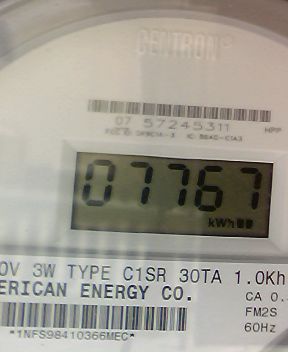 CENTRON®
07 57245311
HPP
07767
kWh
0V 3W TYPE C1SR 30TA 1.0Kh
ERICAN ENERGY CO.
CA 0.
FM2S
60Hz
*1NFS98410366MEC*